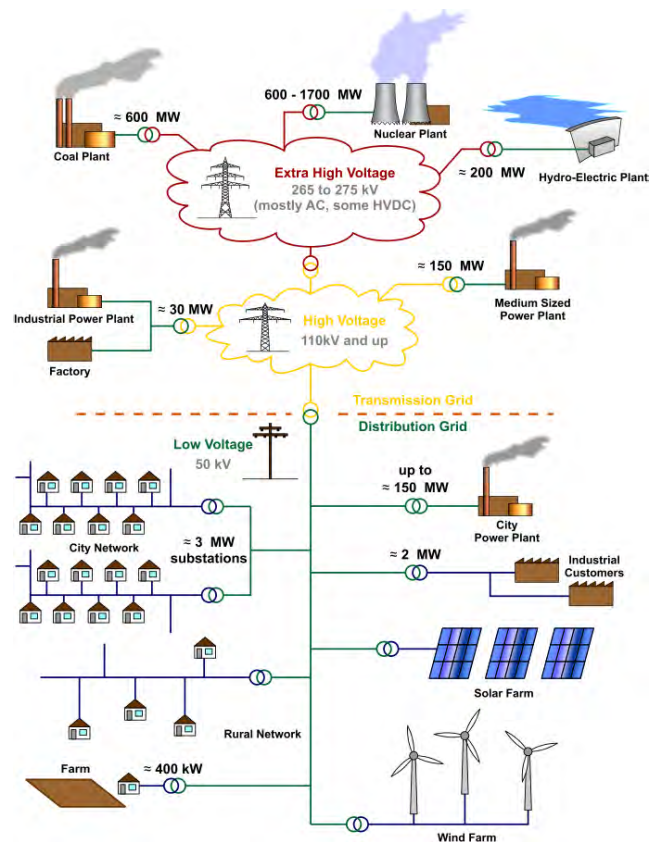 ≈ 600 MW
Coal Plant
600 - 1700 MW
Nuclear Plant
≈ 200 MW
Hydro-Electric Plant
Extra High Voltage
265 to 275 kV
(mostly AC, some HVDC)
≈ 150 MW
Medium Sized
Power Plant
Industrial Power Plant
≈ 30 MW
Factory
High Voltage
110kV and up
Transmission Grid
Distribution Grid
Low Voltage
50 kV
up to
≈ 150 MW
City
Power Plant
City Network
≈ 3 MW
substations
≈ 2 MW
Industrial
Customers
Solar Farm
Rural Network
Farm
≈ 400 kW
Wind Farm